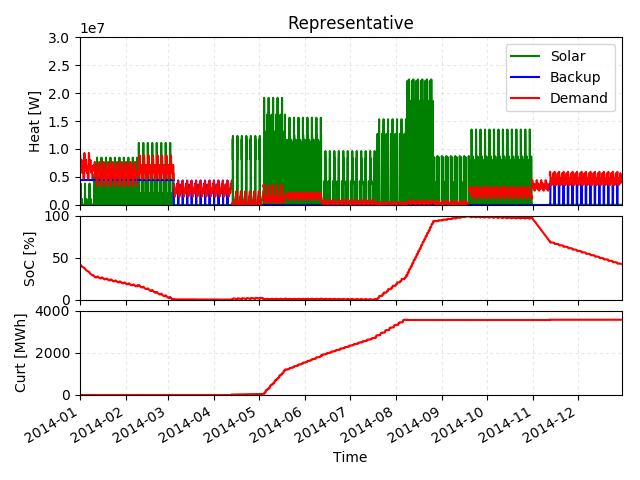 Representative
1e7
3.0
2.5
2.0
1.5
1.0
0.5
0.0
Heat [W]
Solar
Backup
Demand
100
50
0
SoC [%]
4000
2000
0
Curt [MWh]
2014-01
2014-02
2014-03
2014-04
2014-05
2014-06
2014-07
2014-08
2014-09
2014-10
2014-11
2014-12
Time